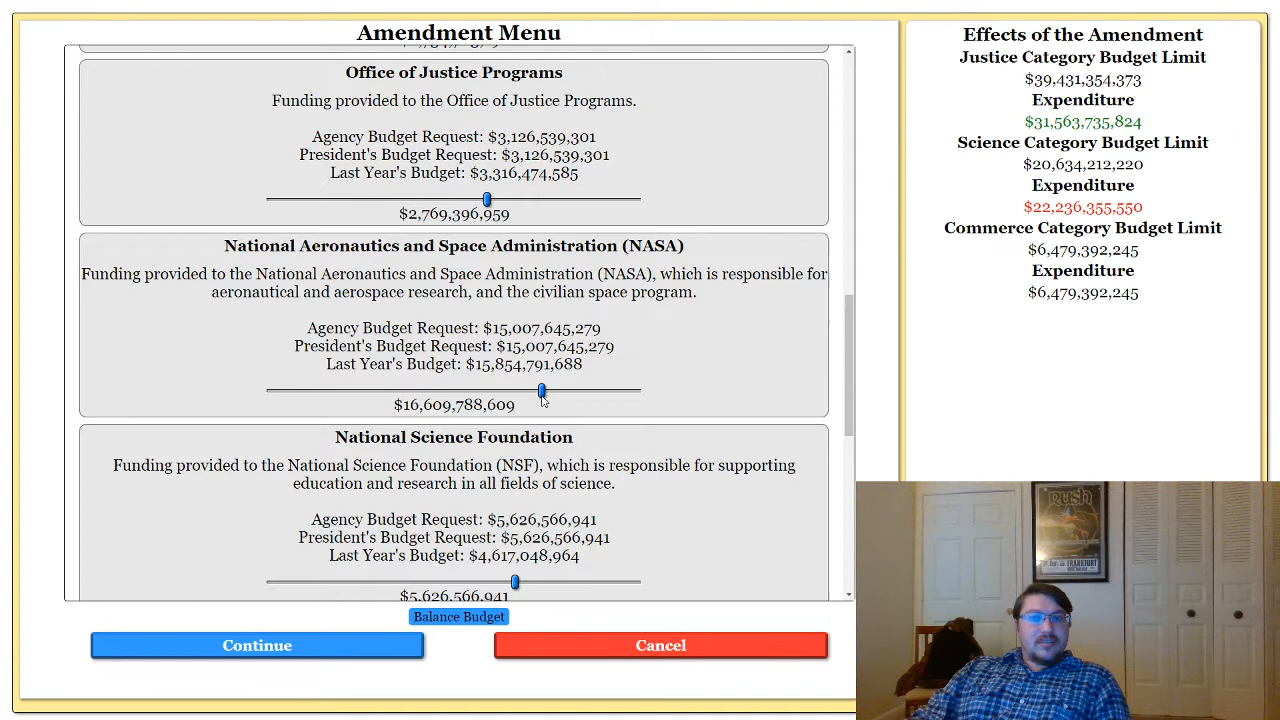 Amendment Menu
Office of Justice Programs
Funding provided to the Office of Justice Programs.
Agency Budget Request: $3,126,539,301
President's Budget Request: $3,126,539,301
Last Year's Budget: $3,316,474,585
$2,769,396,959
National Aeronautics and Space Administration (NASA)
Funding provided to the National Aeronautics and Space Administration (NASA), which is responsible for
aeronautical and aerospace research, and the civilian space program.
Agency Budget Request: $15,007,645,279
President's Budget Request: $15,007,645,279
Last Year's Budget: $15,854,791,688
$16,609,788,609
National Science Foundation
Funding provided to the National Science Foundation (NSF), which is responsible for supporting
education and research in all fields of science.
Agency Budget Request: $5,626,566,941
President's Budget Request: $5,626,566,941
Last Year's Budget: $4,617,048,964
$5,626,566,941
Balance Budget
Continue
Cancel
Effects of the Amendment
Justice Category Budget Limit
$39,431,354,373
Expenditure
$31,563,735,824
Science Category Budget Limit
$20,634,212,220
Expenditure
$22,236,355,550
Commerce Category Budget Limit
$6,479,392,245
Expenditure
$6,479,392,245
RUSH
FRANKFURT